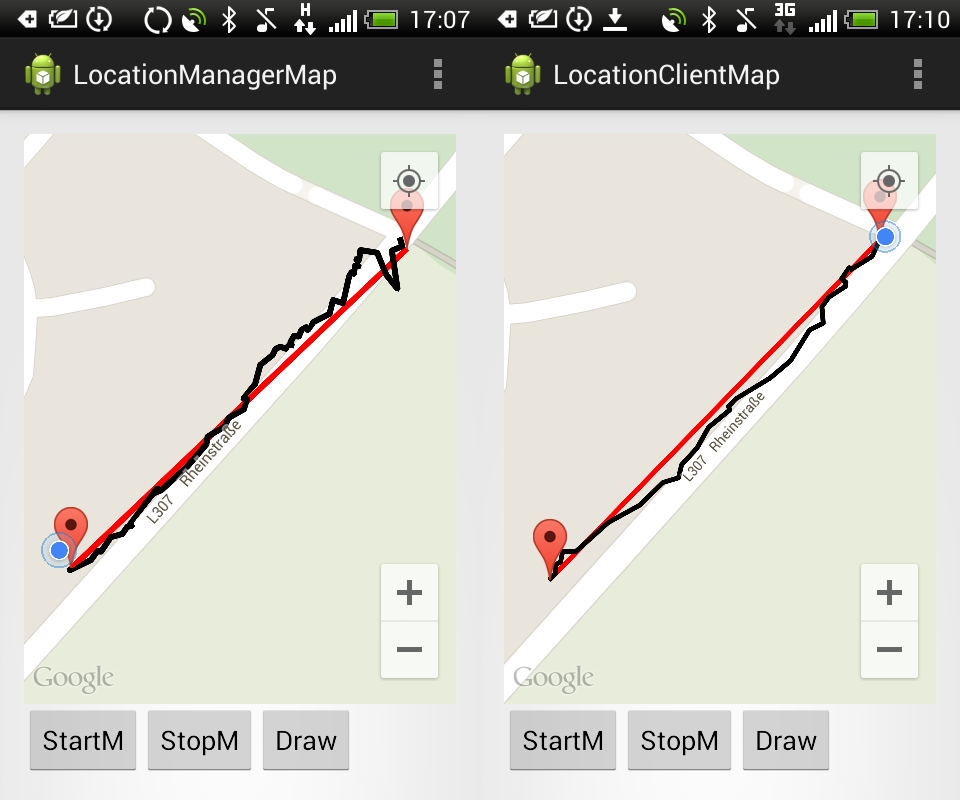 H 17:07
LocationManagerMap
L307 Rheinstraße
Google
StartM StopM Draw
3G 17:10
LocationClientMap
L307 Rheinstraße
Google
StartM StopM Draw